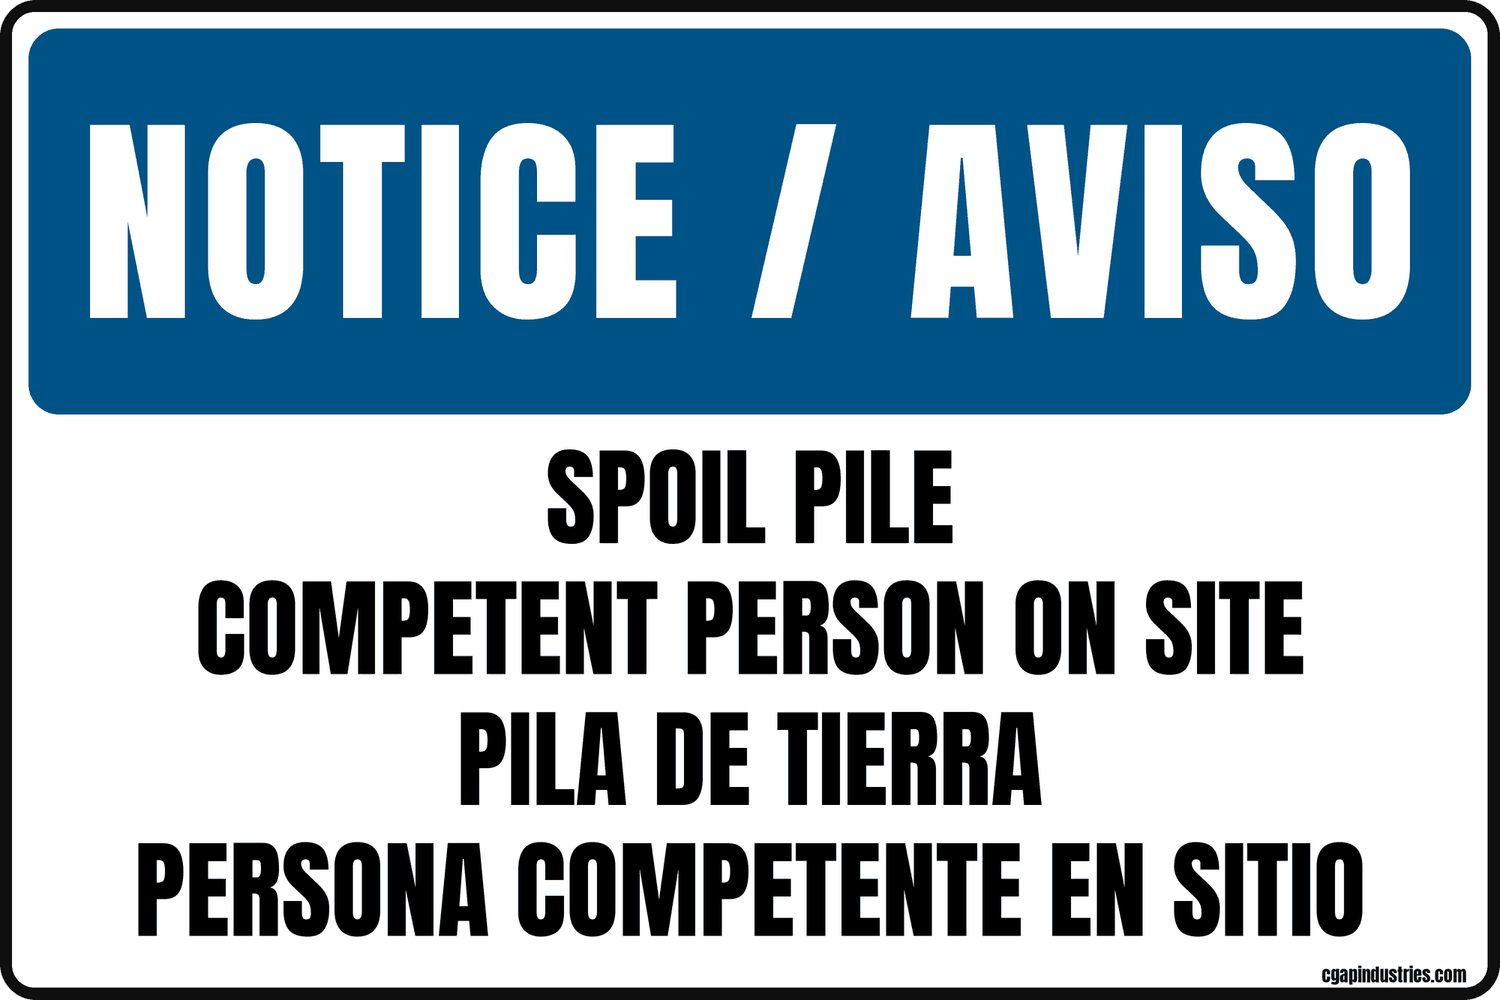 NOTICE / AVISO
SPOIL PILE
COMPETENT PERSON ON SITE
PILA DE TIERRA
PERSONA COMPETENTE EN SITIO
cgapindustries.com